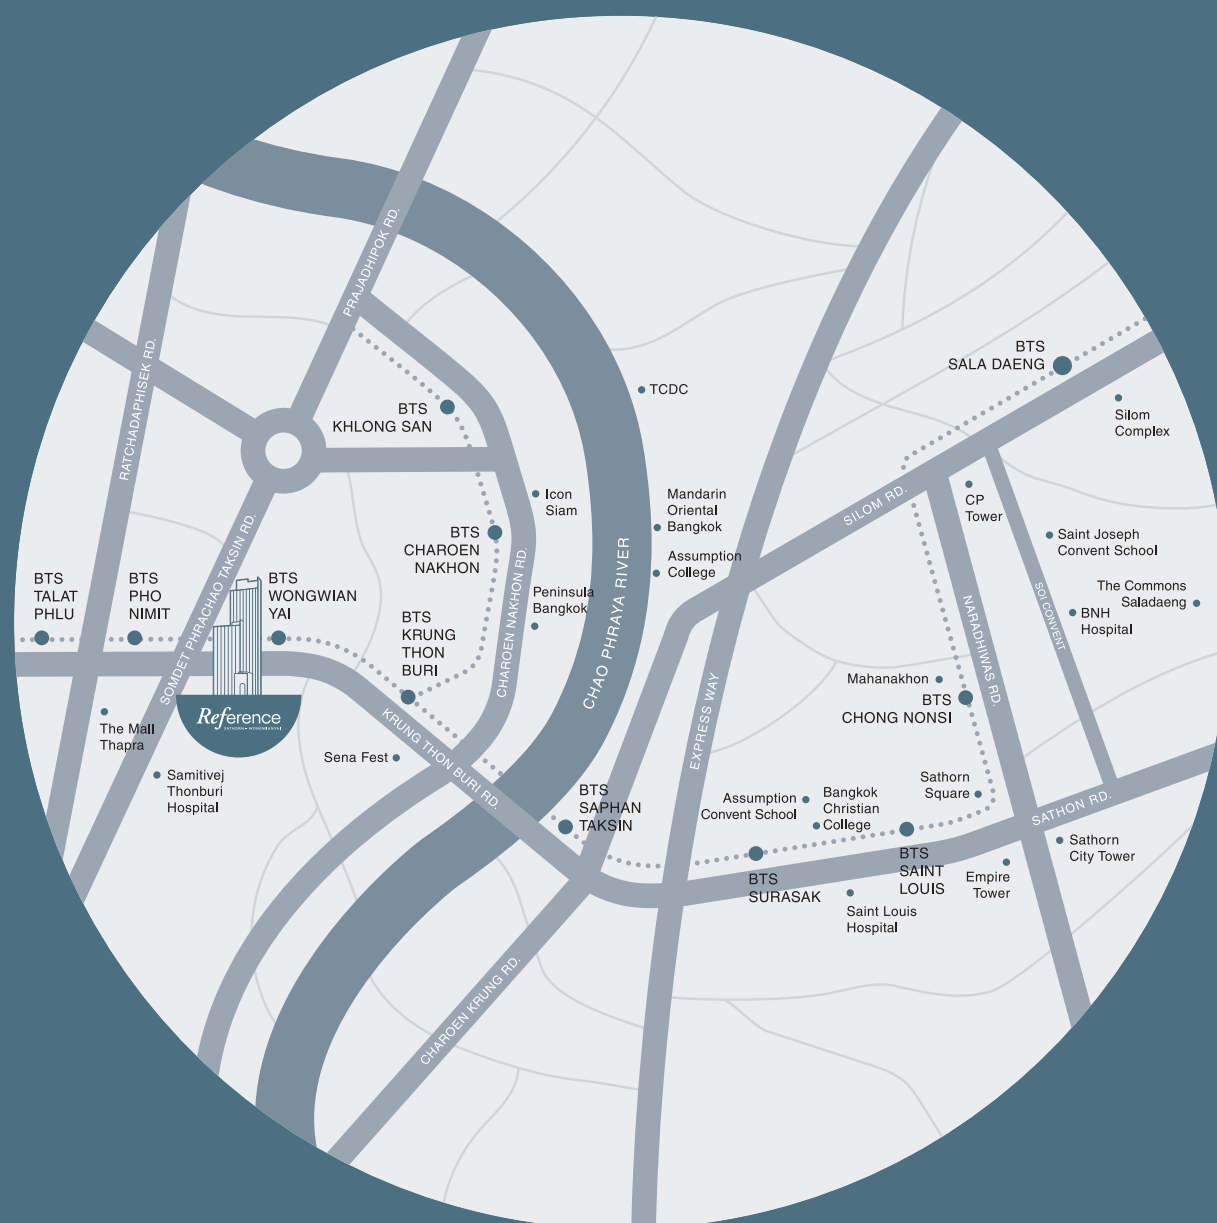 PRAJADHIPOK RD.
RATCHADAPHISEK RD.
BTS
KHLONG SAN
TCDC
BTS
SALA DAENG
Silom
Complex
SILOM RD.
CP
Tower
Icon
Siam
Mandarin
Oriental
Bangkok
Assumption
College
BTS
CHAROEN
NAKHON
CHAROEN NAKHON RD.
Peninsula
Bangkok
CHAO PHRAYA RIVER
Saint Joseph
Convent School
The Commons
Saladaeng
BNH
Hospital
SOI CONVENT
NARADHIWAS RD.
SOMDET PHRACHAO TAKSIN RD.
BTS
TALAT
PHLU
BTS
PHO
NIMIT
BTS
WONGWIAN
YAI
BTS
KRUNG
THON
BURI
Reference
SATHORN - WONGWIANYAI
The Mall
Thapra
Samitivej
Thonburi
Hospital
Sena Fest
KRUNG THON BURI RD.
EXPRESS WAY
Mahanakhon
BTS
CHONG NONSI
Sathorn
Square
SATHON RD.
BTS
SAPHAN
TAKSIN
Assumption
Convent School
Bangkok
Christian
College
BTS
SURASAK
BTS
SAINT
LOUIS
Saint Louis
Hospital
Empire
Tower
Sathorn
City Tower
CHAROEN KRUNG RD.